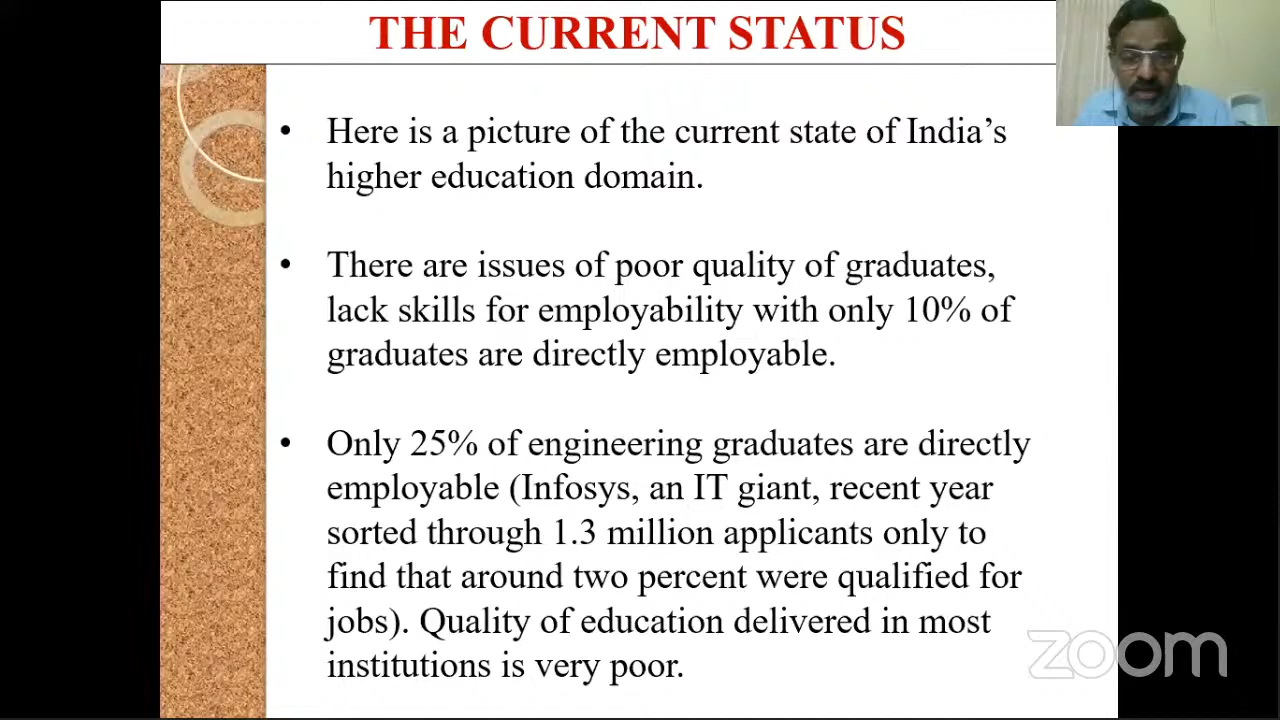 THE CURRENT STATUS
• Here is a picture of the current state of India’s
higher education domain.
• There are issues of poor quality of graduates,
lack skills for employability with only 10% of
graduates are directly employable.
• Only 25% of engineering graduates are directly
employable (Infosys, an IT giant, recent year
sorted through 1.3 million applicants only to
find that around two percent were qualified for
jobs). Quality of education delivered in most
institutions is very poor.
zoom